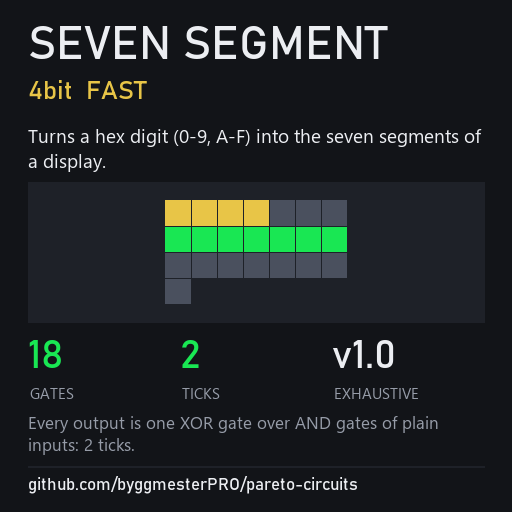 SEVEN SEGMENT
4bit FAST
Turns a hex digit (0-9, A-F) into the seven segments of
a display.
18 2 v1.0
GATES TICKS EXHAUSTIVE
Every output is one XOR gate over AND gates of plain
inputs: 2 ticks.
github.com/byggmesterPRO/pareto-circuits